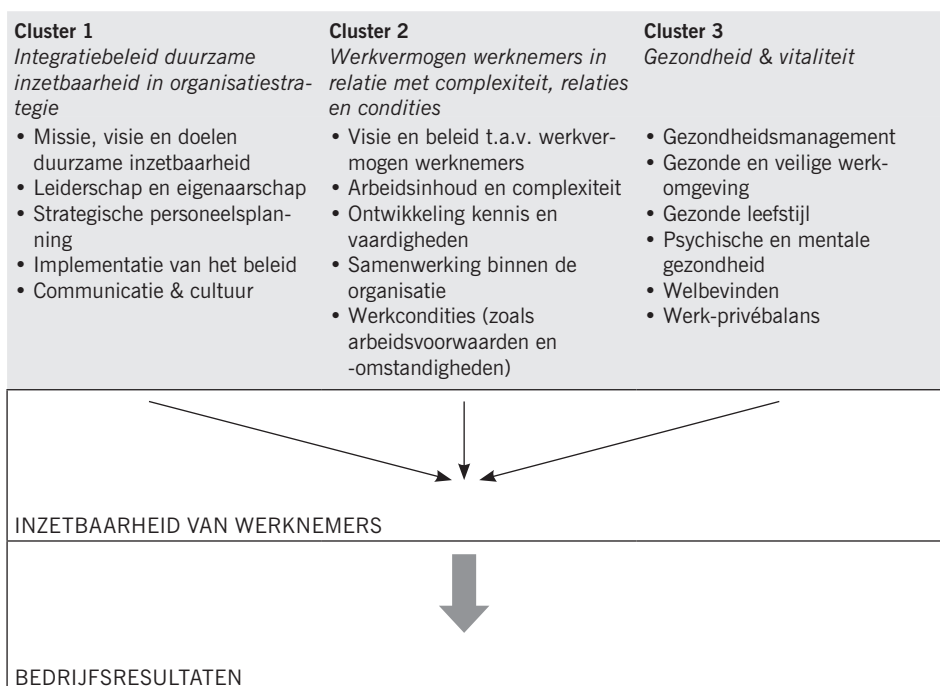 Cluster 1
Integratiebeleid duurzame
inzetbaarheid in organisatiestra-
tegie
• Missie, visie en doelen
duurzame inzetbaarheid
• Leiderschap en eigenaarschap
• Strategische personeelsplan-
ning
• Implementatie van het beleid
• Communicatie & cultuur
Cluster 2
Werkvermogen werknemers in
relatie met complexiteit, relaties
en condities
• Visie en beleid t.a.v. werkver-
mogen werknemers
• Arbeidsinhoud en complexiteit
• Ontwikkeling kennis en
vaardigheden
• Samenwerking binnen de
organisatie
• Werkcondities (zoals
arbeidsvoorwaarden en
-omstandigheden)
Cluster 3
Gezondheid & vitaliteit
• Gezondheidsmanagement
• Gezonde en veilige werk-
omgeving
• Gezonde leefstijl
• Psychische en mentale
gezondheid
• Welbevinden
• Werk-privébalans
INZETBAARHEID VAN WERKNEMERS
BEDRIJFSRESULTATEN